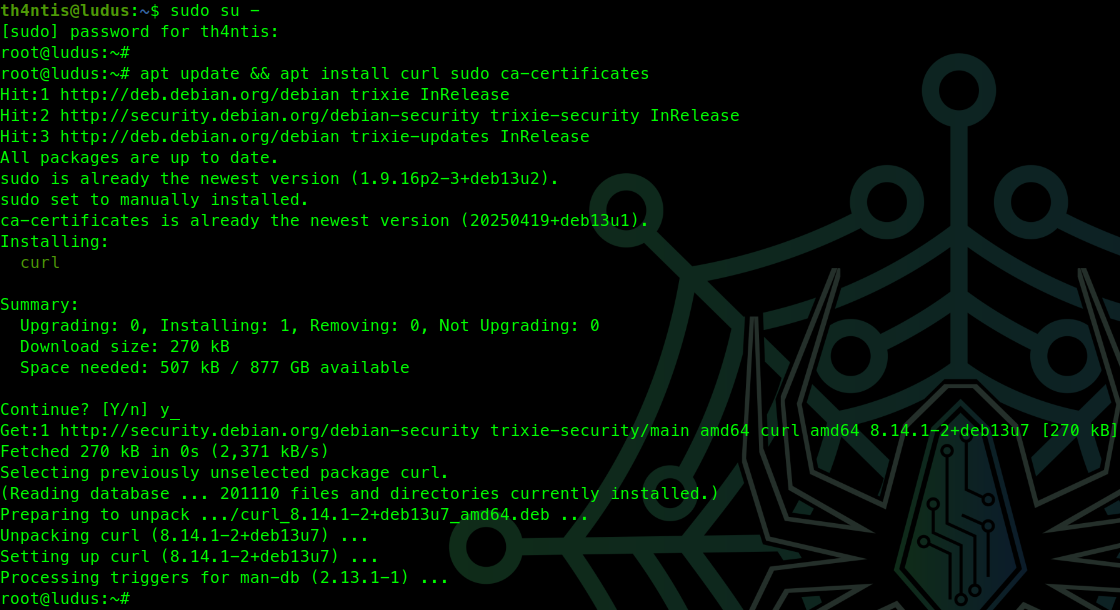 th4ntis@ludus:~$ sudo su -
[sudo] password for th4ntis:
root@ludus:~#
root@ludus:~# apt update && apt install curl sudo ca-certificates
Hit:1 http://deb.debian.org/debian trixie InRelease
Hit:2 http://security.debian.org/debian-security trixie-security InRelease
Hit:3 http://deb.debian.org/debian trixie-updates InRelease
All packages are up to date.
sudo is already the newest version (1.9.16p2-3+deb13u2).
sudo set to manually installed.
ca-certificates is already the newest version (20250419+deb13u1).
Installing:
  curl

Summary:
  Upgrading: 0, Installing: 1, Removing: 0, Not Upgrading: 0
  Download size: 270 kB
  Space needed: 507 kB / 877 GB available

Continue? [Y/n] y_
Get:1 http://security.debian.org/debian-security trixie-security/main amd64 curl amd64 8.14.1-2+deb13u7 [270 kB]
Fetched 270 kB in 0s (2,371 kB/s)
Selecting previously unselected package curl.
(Reading database ... 201110 files and directories currently installed.)
Preparing to unpack .../curl_8.14.1-2+deb13u7_amd64.deb ...
Unpacking curl (8.14.1-2+deb13u7) ...
Setting up curl (8.14.1-2+deb13u7) ...
Processing triggers for man-db (2.13.1-1) ...
root@ludus:~#